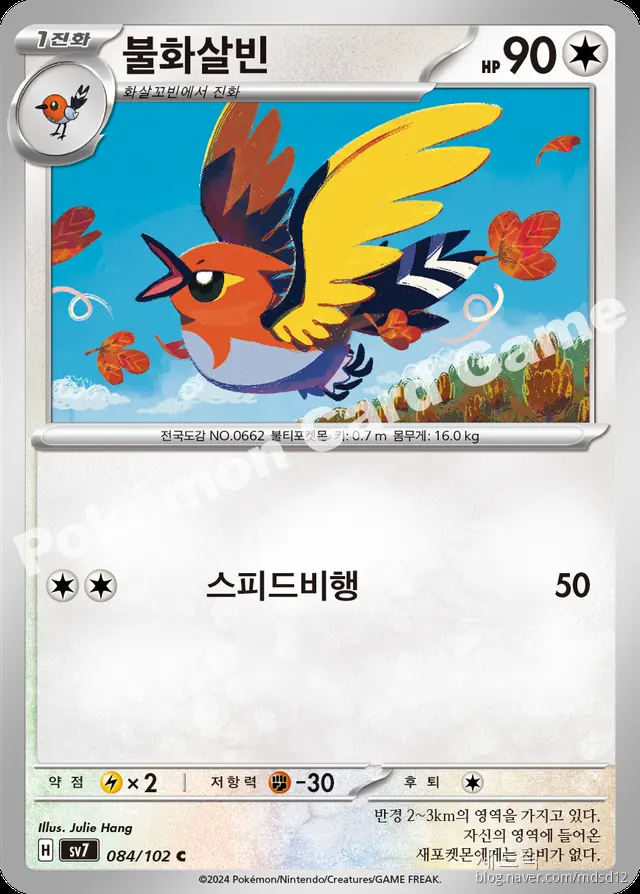 1진화
불화살빈
HP 90
화살꼬빈에서 진화
전국도감 NO.0662 불티포켓몬 키: 0.7 m 몸무게: 16.0 kg
Pokémon Card Game
스피드비행 50
약점 ×2 저항력 -30 후퇴
Illus. Julie Hang
H sv7 084/102 C
반경 2~3km의 영역을 가지고 있다.
자신의 영역에 들어온
새포켓몬에게는 자비가 없다.
blog.naver.com/mdsd12
©2024 Pokémon/Nintendo/Creatures/GAME FREAK.